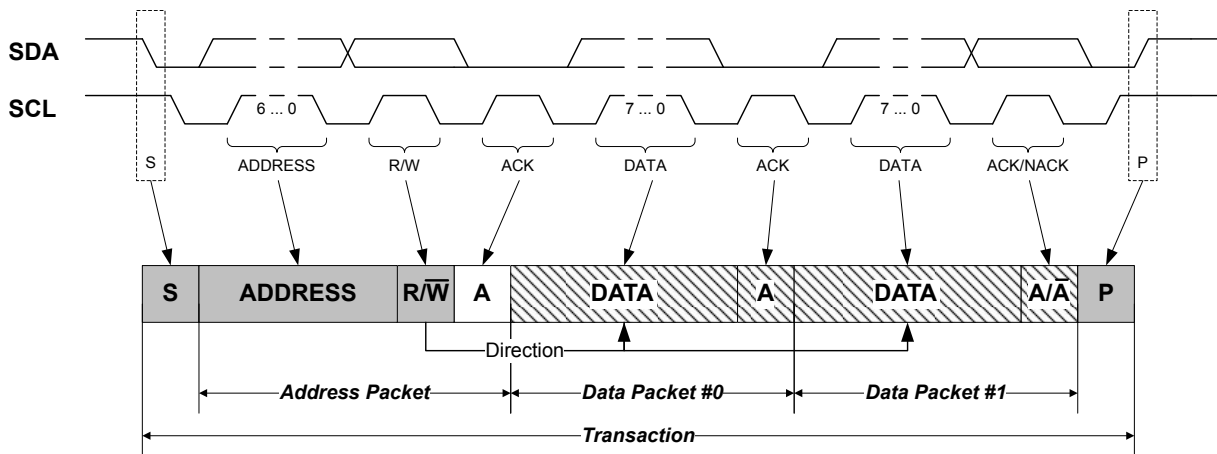 SDA
SCL
6 ... 0
7 ... 0
7 ... 0
S
ADDRESS
R/W
ACK
DATA
ACK
DATA
ACK/NACK
P
S
ADDRESS
R/W̅
A
DATA
A
DATA
A/A̅
P
Direction
Address Packet
Data Packet #0
Data Packet #1
Transaction